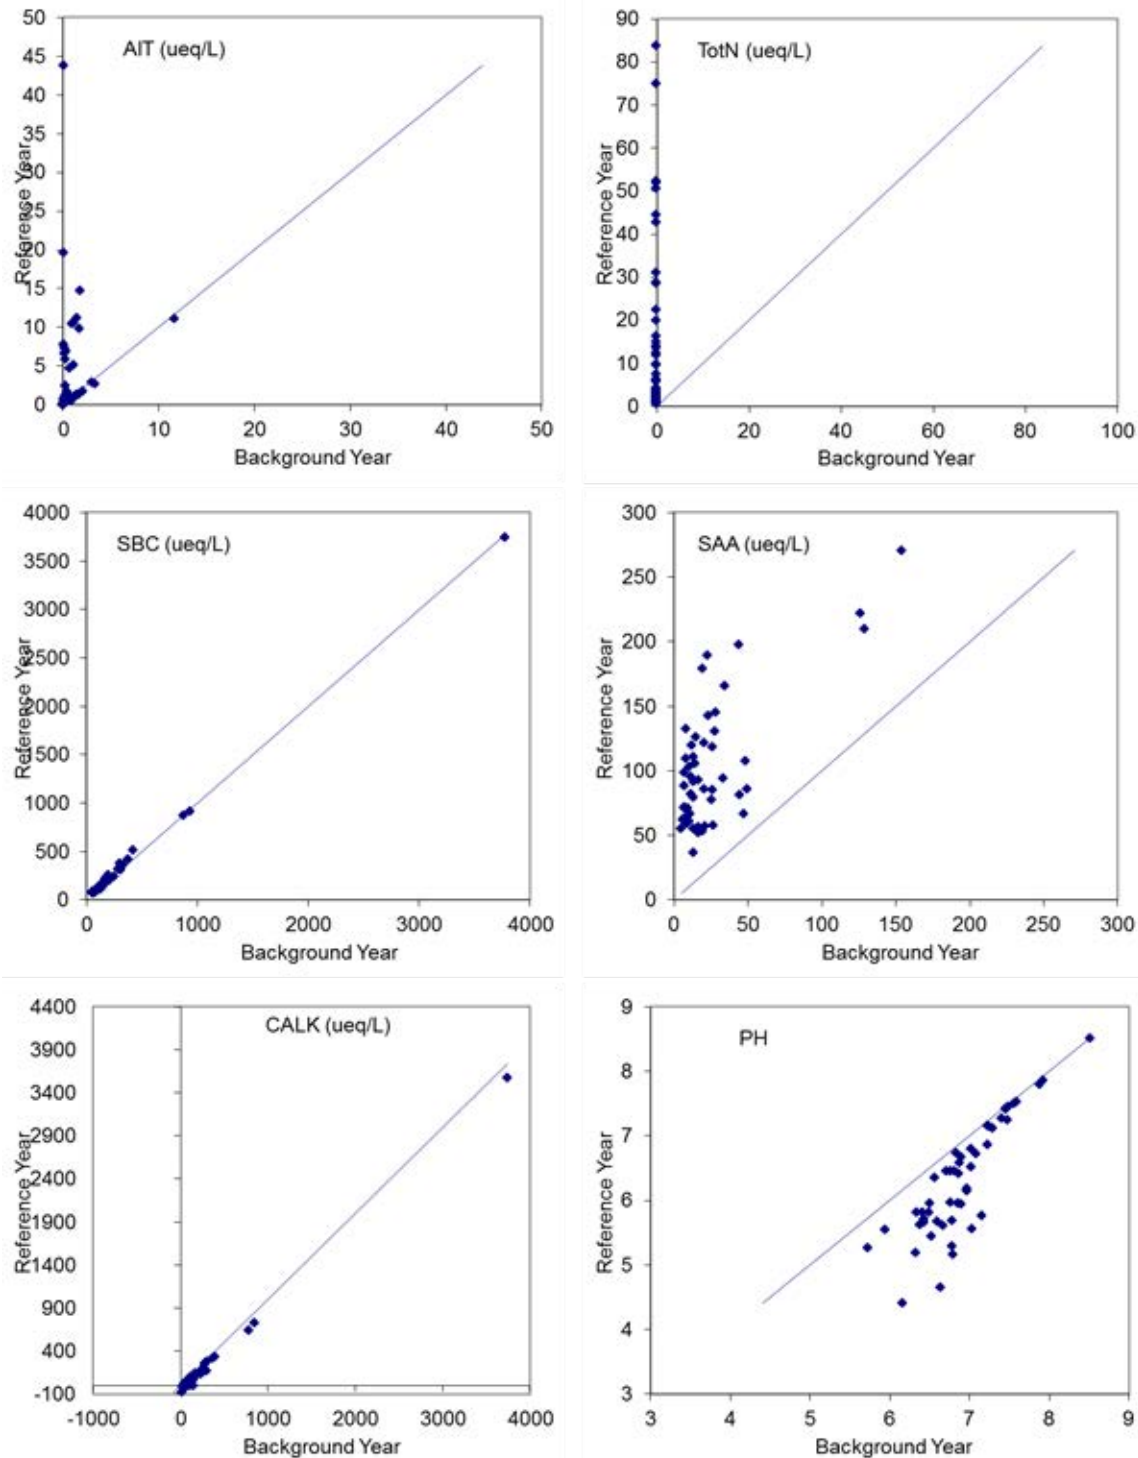 AlT (ueq/L)
50
45
40
35
30
25
20
15
10
5
0
Reference Year
0 10 20 30 40 50
Background Year
TotN (ueq/L)
90
80
70
60
50
40
30
20
10
0
Reference Year
0 20 40 60 80 100
Background Year
SBC (ueq/L)
4000
3500
3000
2500
2000
1500
1000
500
0
Reference Year
0 1000 2000 3000 4000
Background Year
SAA (ueq/L)
300
250
200
150
100
50
0
Reference Year
0 50 100 150 200 250 300
Background Year
CALK (ueq/L)
4400
3900
3400
2900
2400
1900
1400
900
400
-100
Reference Year
-1000 0 1000 2000 3000 4000
Background Year
PH
9
8
7
6
5
4
3
Reference Year
3 4 5 6 7 8 9
Background Year